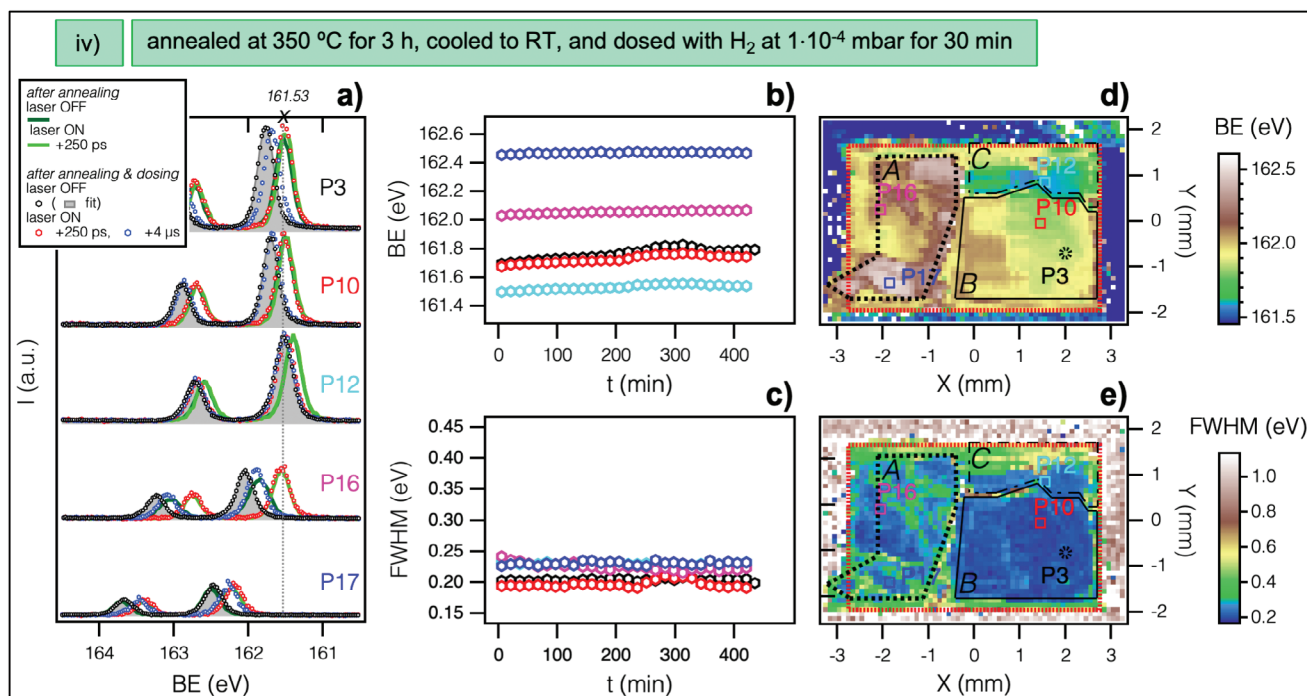 iv) annealed at 350 ºC for 3 h, cooled to RT, and dosed with H2 at 1·10-4 mbar for 30 min
after annealing
laser OFF
laser ON
+250 ps
after annealing & dosing
laser OFF
( fit)
laser ON
+250 ps, +4 µs
a)
161.53
x
P3
P10
P12
P16
P17
I (a.u.)
164 163 162 161
BE (eV)
b)
BE (eV)
162.6
162.4
162.2
162.0
161.8
161.6
161.4
0 100 200 300 400
t (min)
c)
FWHM (eV)
0.45
0.40
0.35
0.30
0.25
0.20
0.15
0 100 200 300 400
t (min)
d)
A
C
P12
P16
P10
P3
B
2
1
0
-1
-2
Y (mm)
-3 -2 -1 0 1 2 3
X (mm)
BE (eV)
162.5
162.0
161.5
e)
A
C
P12
P16
P10
P3
B
2
1
0
-1
-2
Y (mm)
-3 -2 -1 0 1 2 3
X (mm)
FWHM (eV)
1.0
0.8
0.6
0.4
0.2